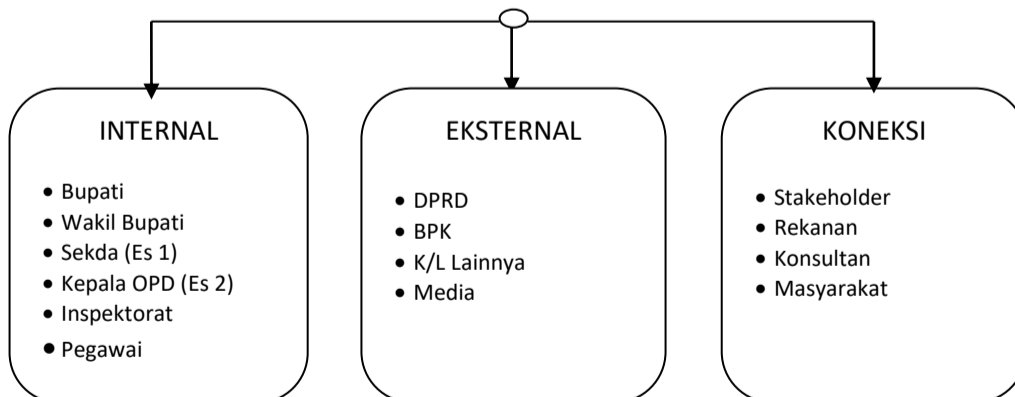 INTERNAL
• Bupati
• Wakil Bupati
• Sekda (Es 1)
• Kepala OPD (Es 2)
• Inspektorat
• Pegawai
EKSTERNAL
• DPRD
• BPK
• K/L Lainnya
• Media
KONEKSI
• Stakeholder
• Rekanan
• Konsultan
• Masyarakat